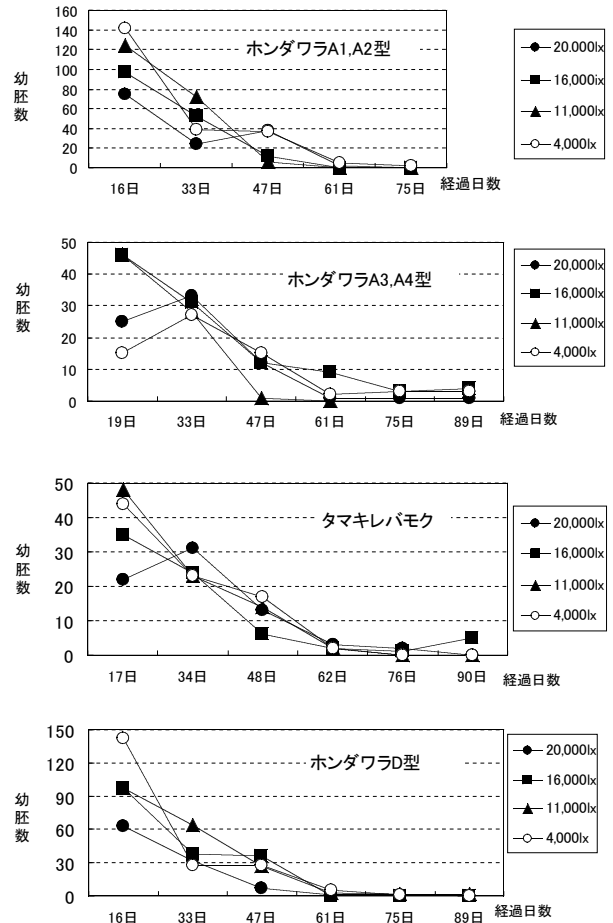 160
140
120
100
80
60
40
20
0
幼胚数
ホンダワラA1,A2型
16日 33日 47日 61日 75日 経過日数
20,000lx
16,000ix
11,000lx
4,000lx
50
40
30
20
10
0
幼胚数
ホンダワラA3,A4型
19日 33日 47日 61日 75日 89日 経過日数
20,000lx
16,000lx
11,000lx
4,000lx
50
40
30
20
10
0
幼胚数
タマキレバモク
17日 34日 48日 62日 76日 90日 経過日数
20,000lx
16,000lx
11,000lx
4,000lx
150
120
90
60
30
0
幼胚数
ホンダワラD型
16日 33日 47日 61日 75日 89日 経過日数
20,000lx
16,000lx
11,000lx
4,000lx